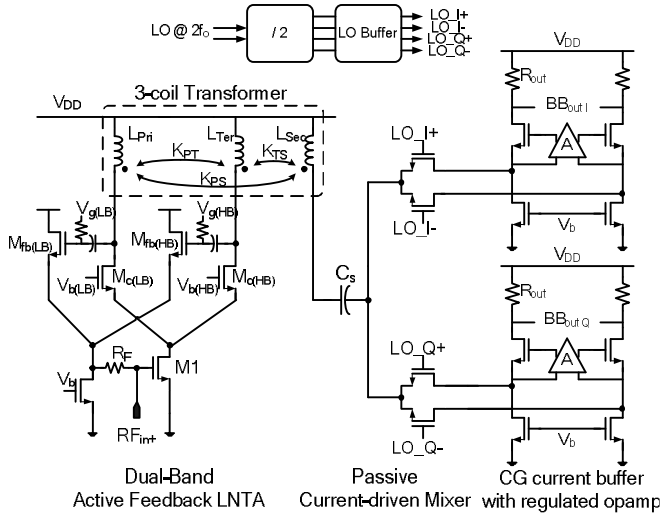 LO @ 2fo
/ 2
LO Buffer
LO_I+
LO_I-
LO_Q+
LO_Q-
3-coil Transformer
VDD
LPri
LTer
LSec
KPT
KTS
KPS
Vg(LB)
Vg(HB)
Mfb(LB)
Mfb(HB)
Vb(LB)
Mc(LB)
Vb(HB)
Mc(HB)
Vb
RF
M1
RFin+
Cs
LO_I+
LO_I-
LO_Q+
LO_Q-
VDD
Rout
BBout I
A
Vb
VDD
Rout
BBout Q
A
Vb
Dual-Band
Active Feedback LNTA
Passive
Current-driven Mixer
CG current buffer
with regulated opamp